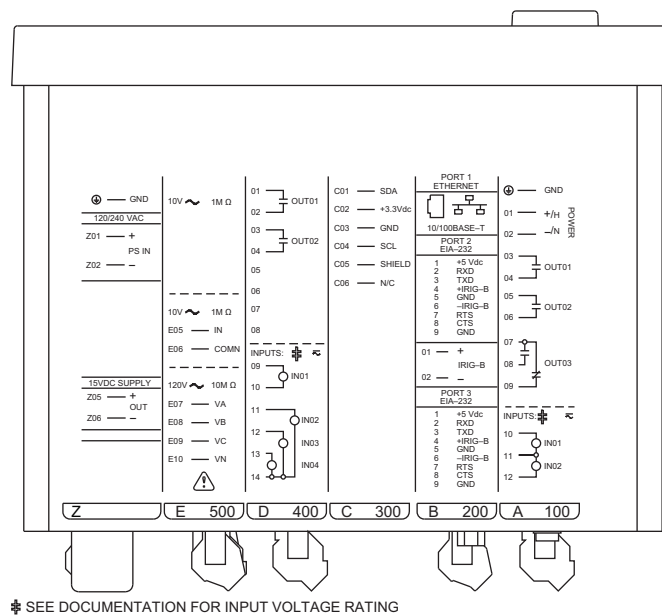 GND
120/240 VAC
Z01 +
PS IN
Z02 –
15VDC SUPPLY
Z05 +
OUT
Z06 –
10V 1M Ω
10V 1M Ω
E05 IN
E06 COMN
120V 10M Ω
E07 VA
E08 VB
E09 VC
E10 VN
01
OUT01
02
03
OUT02
04
05
06
07
08
INPUTS:
09
IN01
10
11
IN02
12
IN03
13
IN04
14
C01 SDA
C02 +3.3Vdc
C03 GND
C04 SCL
C05 SHIELD
C06 N/C
PORT 1
ETHERNET
10/100BASE–T
PORT 2
EIA–232
1 +5 Vdc
2 RXD
3 TXD
4 +IRIG–B
5 GND
6 –IRIG–B
7 RTS
8 CTS
9 GND
01 +
IRIG–B
02 –
PORT 3
EIA–232
1 +5 Vdc
2 RXD
3 TXD
4 +IRIG–B
5 GND
6 –IRIG–B
7 RTS
8 CTS
9 GND
GND
01 +/H
02 –/N
POWER
03
OUT01
04
05
OUT02
06
07
08 OUT03
09
INPUTS:
10
IN01
11
IN02
12
Z
E 500
D 400
C 300
B 200
A 100
SEE DOCUMENTATION FOR INPUT VOLTAGE RATING